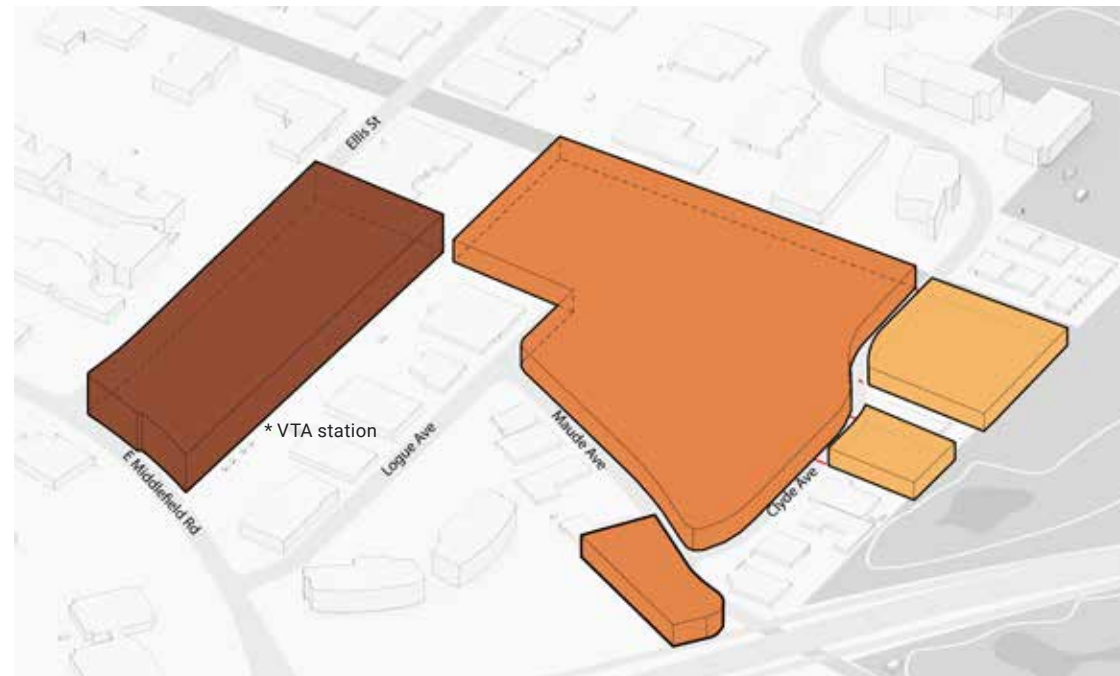 Ellis St
* VTA station
Logue Ave
Maude Ave
Clyde Ave
E Middlefield Rd